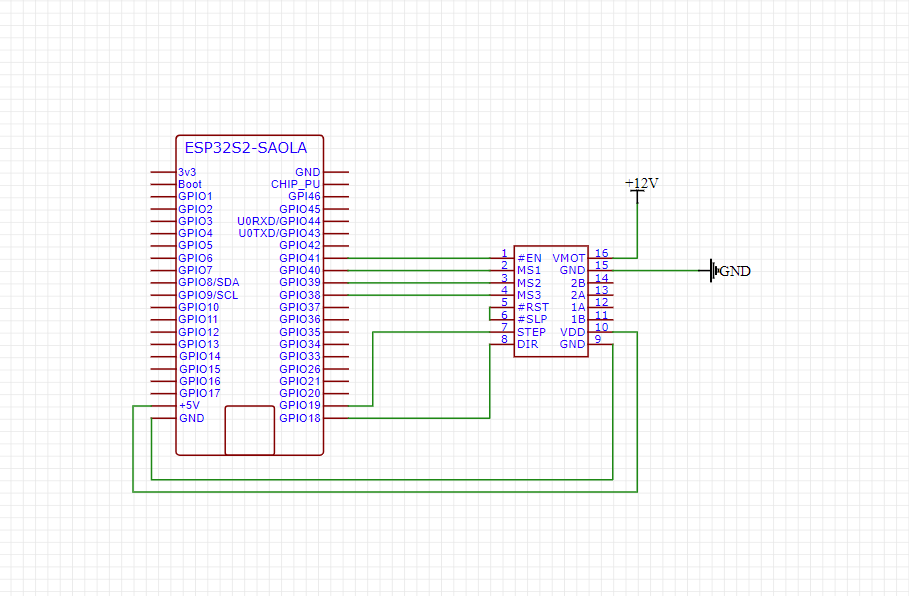 ESP32S2-SAOLA
3v3 GND
Boot CHIP_PU
GPIO1 GPI46
GPIO2 GPIO45
GPIO3 U0RXD/GPIO44
GPIO4 U0TXD/GPIO43
GPIO5 GPIO42
GPIO6 GPIO41
GPIO7 GPIO40
GPIO8/SDA GPIO39
GPIO9/SCL GPIO38
GPIO10 GPIO37
GPIO11 GPIO36
GPIO12 GPIO35
GPIO13 GPIO34
GPIO14 GPIO33
GPIO15 GPIO26
GPIO16 GPIO21
GPIO17 GPIO20
+5V GPIO19
GND GPIO18
+12V
1 #EN VMOT 16
2 MS1 GND 15
3 MS2 2B 14
4 MS3 2A 13
5 #RST 1A 12
6 #SLP 1B 11
7 STEP VDD 10
8 DIR GND 9
GND